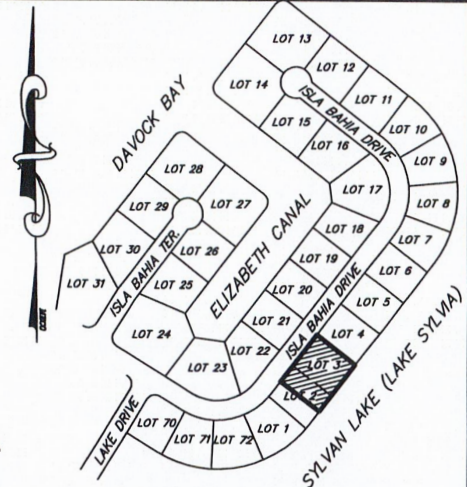 LOT 13
LOT 12
LOT 14
ISLA BAHIA DRIVE
LOT 11
LOT 15
LOT 10
LOT 16
LOT 9
DAVOCK BAY
LOT 28
LOT 17
LOT 8
LOT 29
LOT 27
LOT 18
LOT 7
LOT 30
ISLA BAHIA TER.
LOT 26
ELIZABETH CANAL
LOT 19
LOT 6
LOT 31
LOT 25
LOT 20
ISLA BAHIA DRIVE
LOT 5
LOT 24
LOT 21
LOT 4
LOT 22
LOT 3
LOT 23
LOT 2
SYLVAN LAKE (LAKE SYLVIA)
LAKE DRIVE
LOT 70
LOT 71
LOT 72
LOT 1